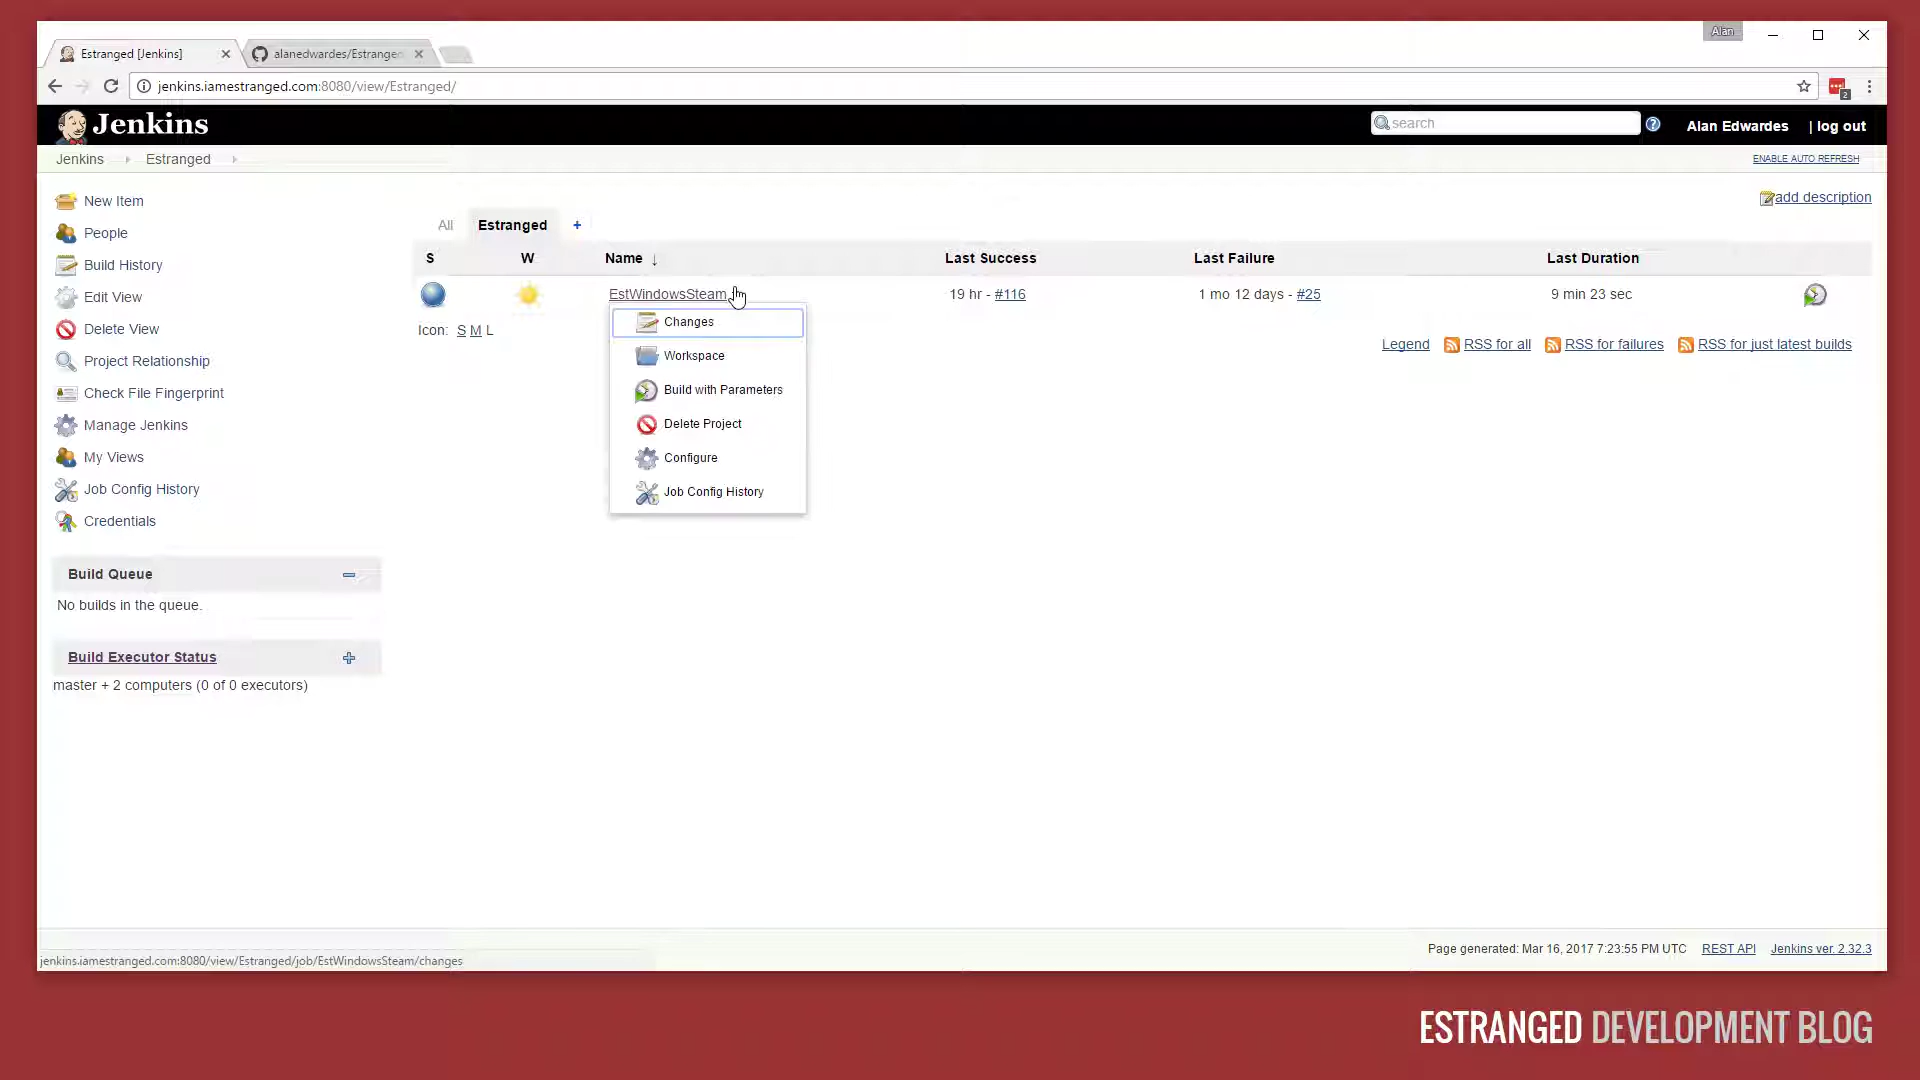 Alan
Estranged [Jenkins]
alanedwardes/Estranged
jenkins.iamestranged.com:8080/view/Estranged/
2
Jenkins
search
Alan Edwardes | log out
Jenkins Estranged
ENABLE AUTO REFRESH
New Item
People
Build History
Edit View
Delete View
Project Relationship
Check File Fingerprint
Manage Jenkins
My Views
Job Config History
Credentials
Build Queue
No builds in the queue.
Build Executor Status
master + 2 computers (0 of 0 executors)
add description
All Estranged +
S W Name ↓ Last Success Last Failure Last Duration
EstWindowsSteam 19 hr - #116 1 mo 12 days - #25 9 min 23 sec
Icon: S M L
Changes
Workspace
Build with Parameters
Delete Project
Configure
Job Config History
Legend RSS for all RSS for failures RSS for just latest builds
Page generated: Mar 16, 2017 7:23:55 PM UTC REST API Jenkins ver. 2.32.3
jenkins.iamestranged.com:8080/view/Estranged/job/EstWindowsSteam/changes
ESTRANGED DEVELOPMENT BLOG